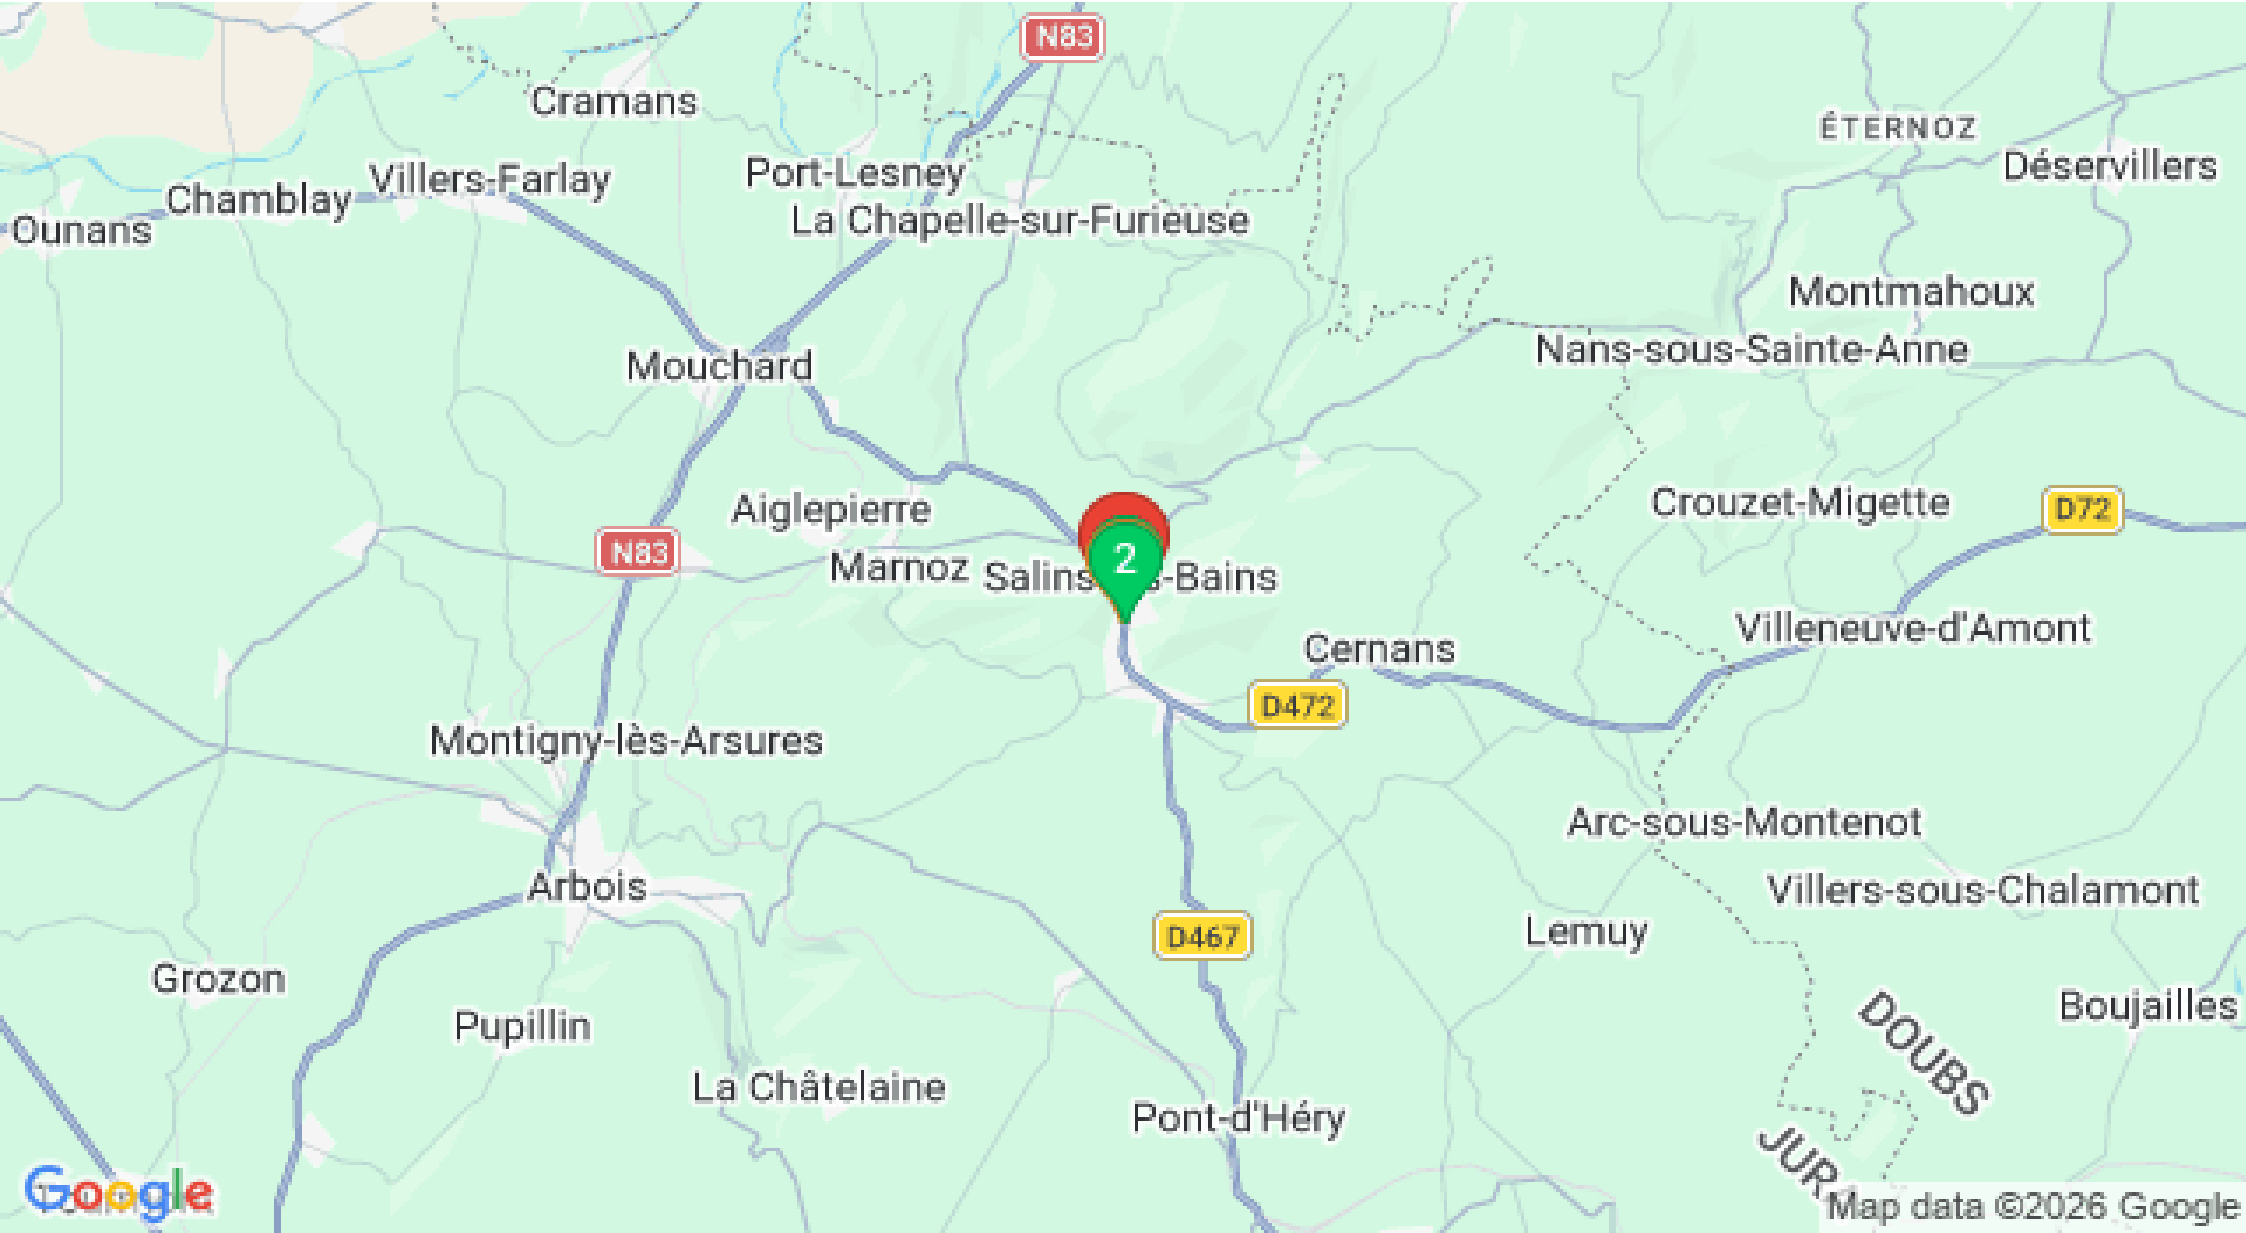 N83
Cramans
ÉTERNOZ
Déservillers
Port-Lesney
Villers-Farlay
Chamblay
La Chapelle-sur-Furieuse
Ounans
Montmahoux
Nans-sous-Sainte-Anne
Mouchard
Crouzet-Migette
D72
Aiglepierre
N83
2
Marnoz
Salins s-Bains
Villeneuve-d'Amont
Cernans
D472
Montigny-lès-Arsures
Arc-sous-Montenot
Arbois
Villers-sous-Chalamont
D467
Lemuy
Grozon
Boujailles
Pupillin
DOUBS
La Châtelaine
Pont-d'Héry
JUR
Google
Map data ©2026 Google